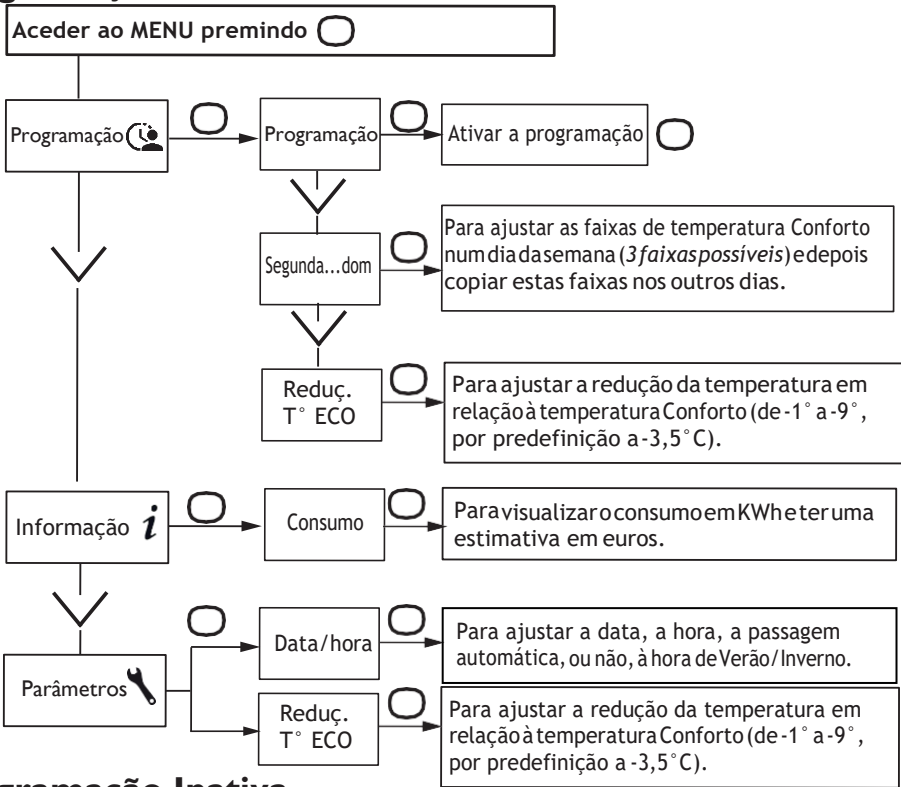 Aceder ao MENU premindo
Programação
Programação
Ativar a programação
Segunda...dom
Para ajustar as faixas de temperatura Conforto
num dia da semana (3 faixas possíveis) e depois
copiar estas faixas nos outros dias.
Reduç.
T° ECO
Para ajustar a redução da temperatura em
relação à temperatura Conforto (de -1° a -9°,
por predefinição a -3,5°C).
Informação i
Consumo
Para visualizar o consumo em KWh e ter uma
estimativa em euros.
Parâmetros
Data/hora
Para ajustar a data, a hora, a passagem
automática, ou não, à hora de Verão/Inverno.
Reduç.
T° ECO
Para ajustar a redução da temperatura em
relação à temperatura Conforto (de -1° a -9°,
por predefinição a -3,5°C).